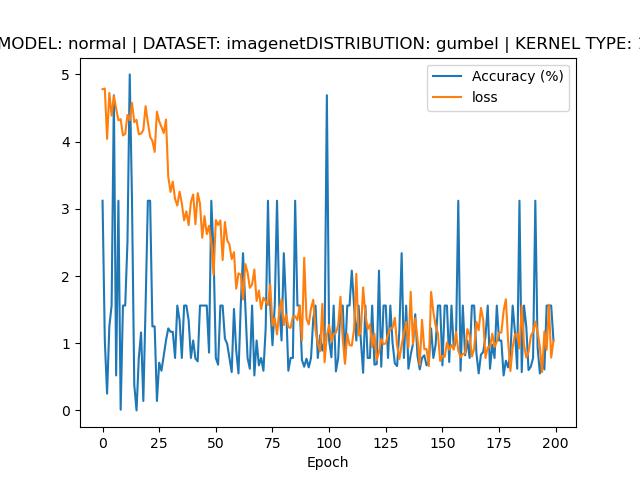 MODEL: normal | DATASET: imagenetDISTRIBUTION: gumbel | KERNEL TYPE:
Accuracy (%)
loss
5
4
3
2
1
0
0 25 50 75 100 125 150 175 200
Epoch